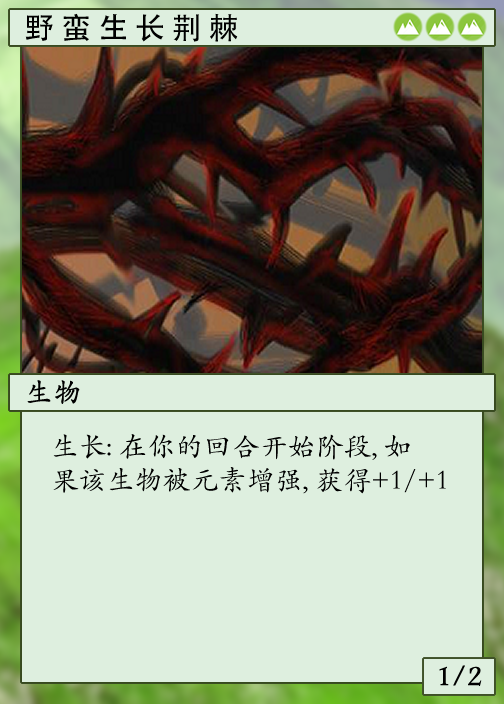 野蛮生长荆棘
生物
生长: 在你的回合开始阶段, 如
果该生物被元素增强, 获得+1/+1
1/2